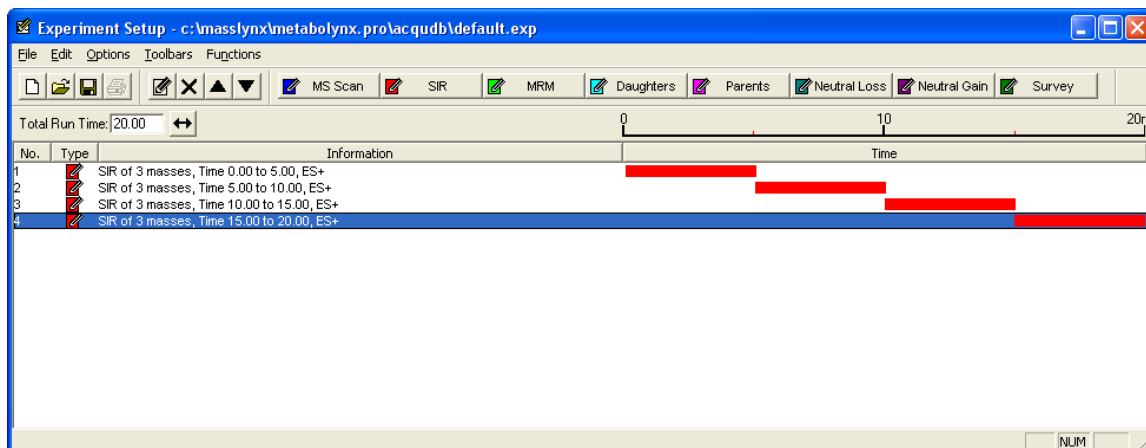 Experiment Setup - c:\masslynx\metabolynx.pro\acqudb\default.exp
File Edit Options Toolbars Functions
MS Scan SIR MRM Daughters Parents Neutral Loss Neutral Gain Survey
Total Run Time: 20.00 0 10 20
No. Type Information Time
1 SIR of 3 masses, Time 0.00 to 5.00, ES+
2 SIR of 3 masses, Time 5.00 to 10.00, ES+
3 SIR of 3 masses, Time 10.00 to 15.00, ES+
4 SIR of 3 masses, Time 15.00 to 20.00, ES+
NUM